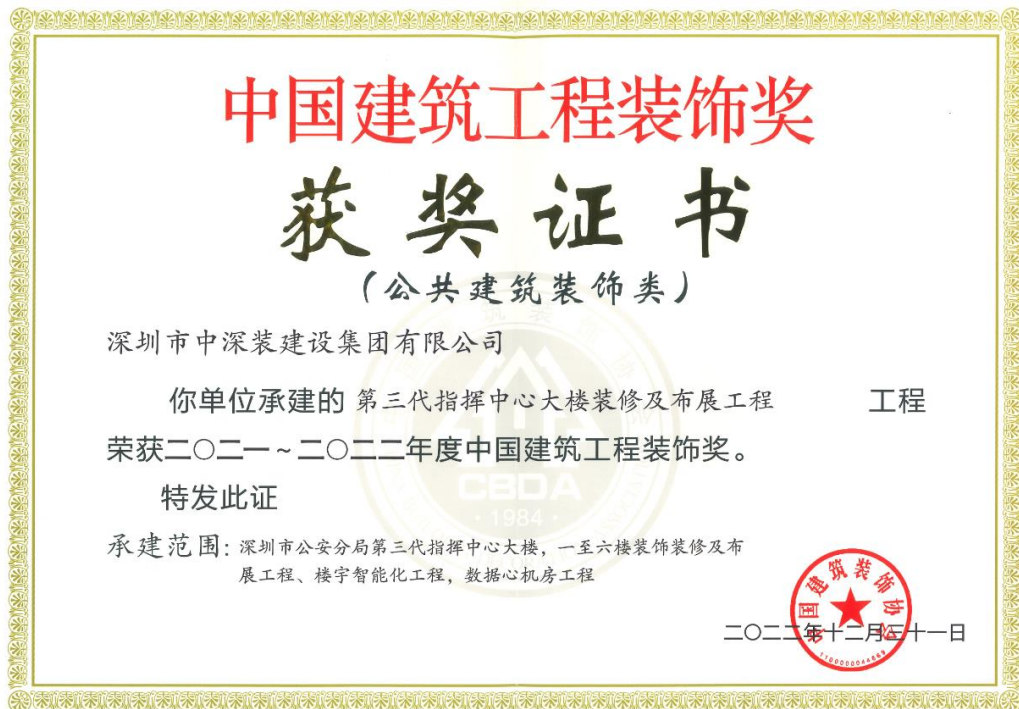 中国建筑工程装饰奖
获奖证书
（公共建筑装饰类）
深圳市中深装建设集团有限公司
你单位承建的 第三代指挥中心大楼装修及布展工程 工程
荣获二〇二一~二〇二二年度中国建筑工程装饰奖。
特发此证
承建范围：深圳市公安分局第三代指挥中心大楼，一至六楼装饰装修及布
展工程、楼宇智能化工程，数据心机房工程
二〇二二年十二月三十一日
中国建筑装饰协会
CBDA
·1984·